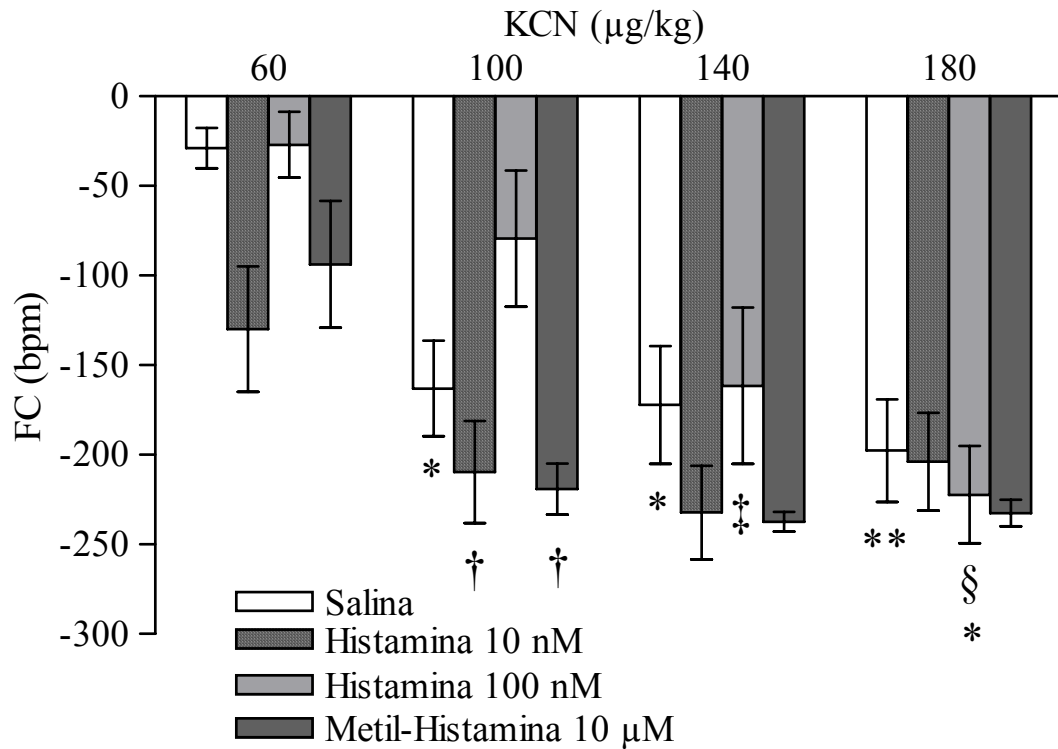 KCN (µg/kg)
60 100 140 180
FC (bpm)
0
-50
-100
-150
-200
-250
-300
* † † * ‡ ** § *
Salina
Histamina 10 nM
Histamina 100 nM
Metil-Histamina 10 µM